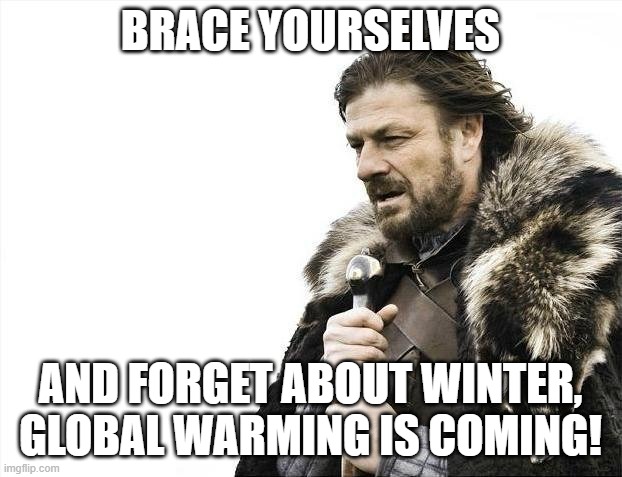 BRACE YOURSELVES
AND FORGET ABOUT WINTER,
GLOBAL WARMING IS COMING!
imgflip.com